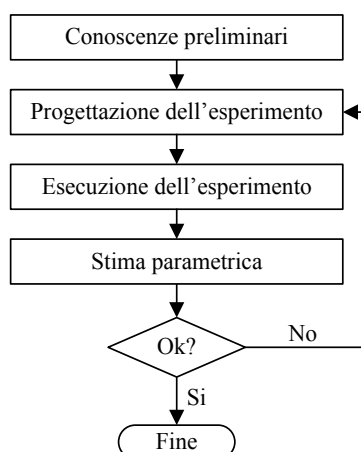 Conoscenze preliminari
Progettazione dell’esperimento
Esecuzione dell’esperimento
Stima parametrica
Ok?
No
Si
Fine